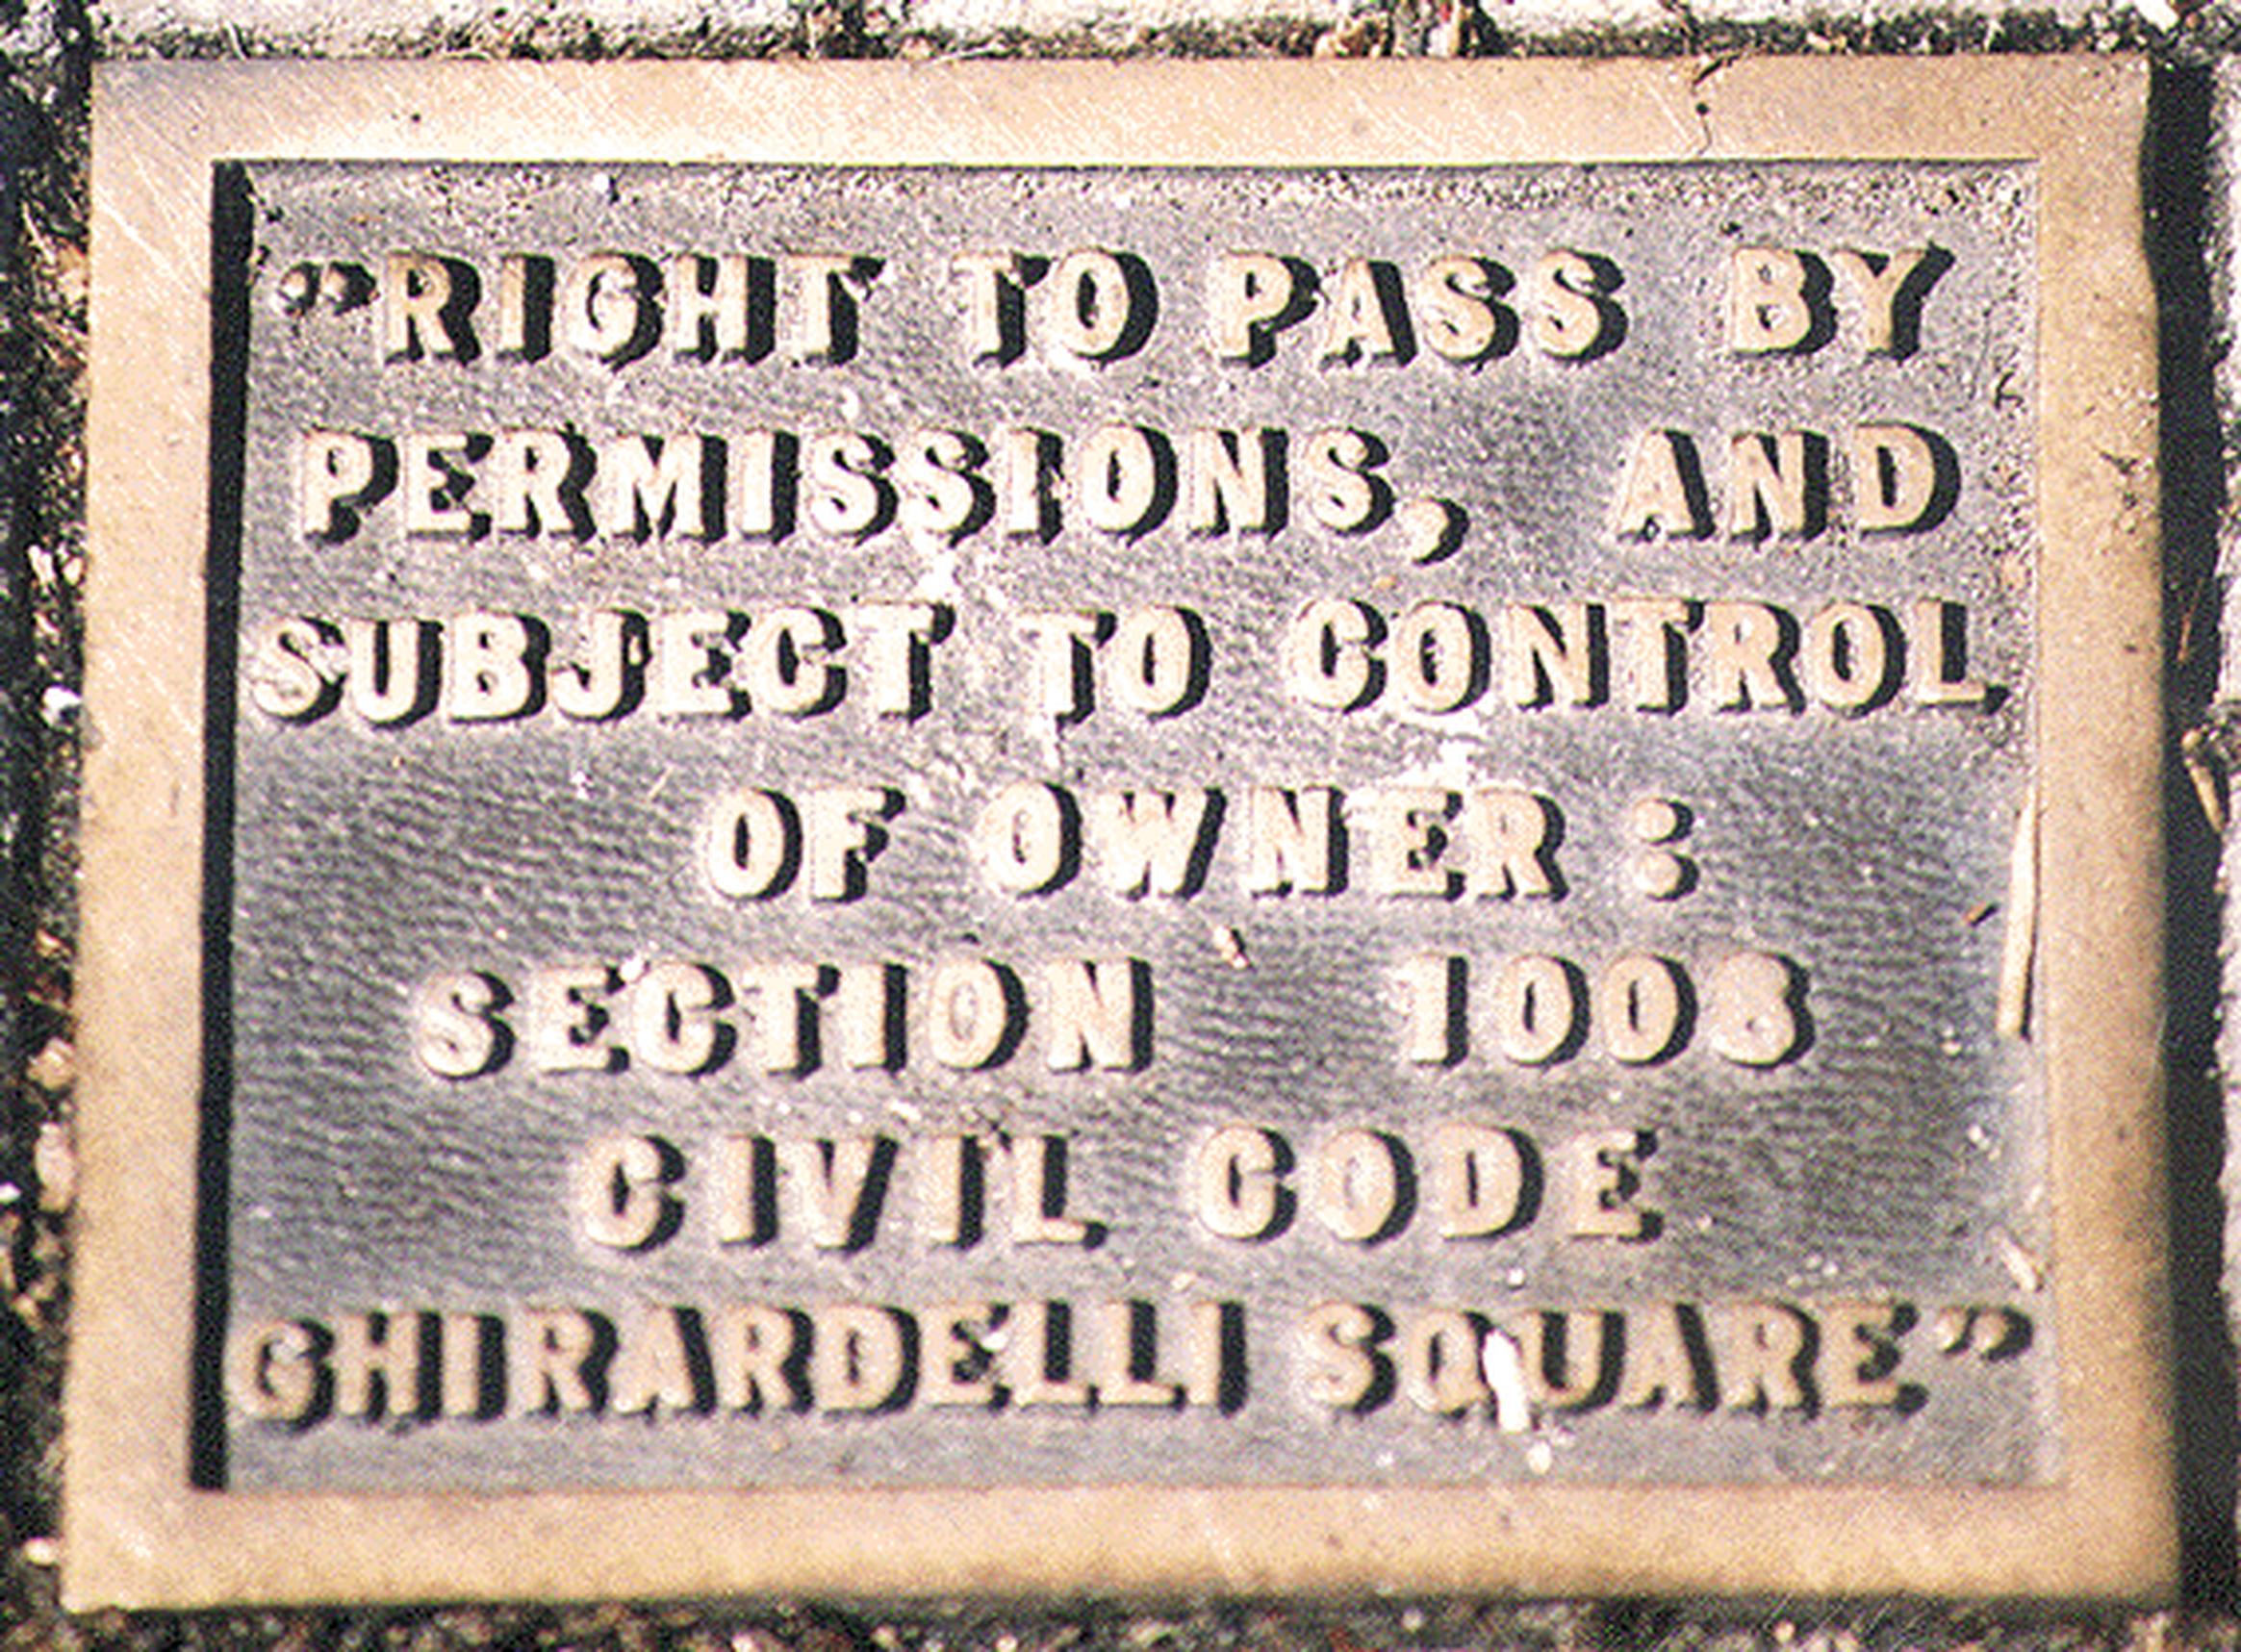 ”RIGHT TO PASS BY
PERMISSIONS, AND
SUBJECT TO CONTROL
OF OWNER :
SECTION 1008
CIVIL CODE
GHIRARDELLI SQUARE”